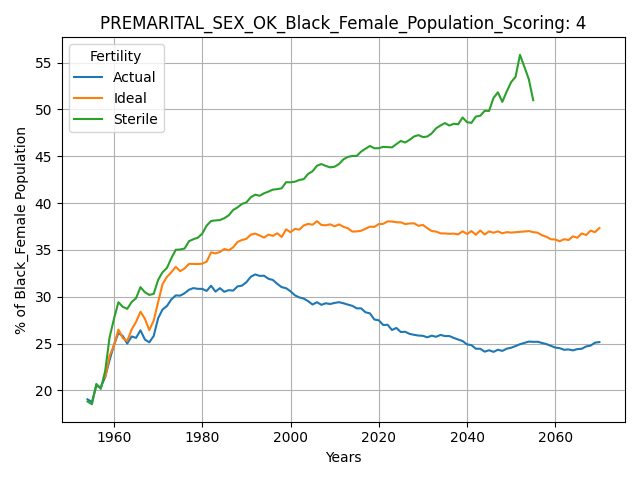 PREMARITAL_SEX_OK_Black_Female_Population_Scoring: 4
Fertility
Actual
Ideal
Sterile
% of Black_Female Population
55
50
45
40
35
30
25
20
1960
1980
2000
2020
2040
2060
Years